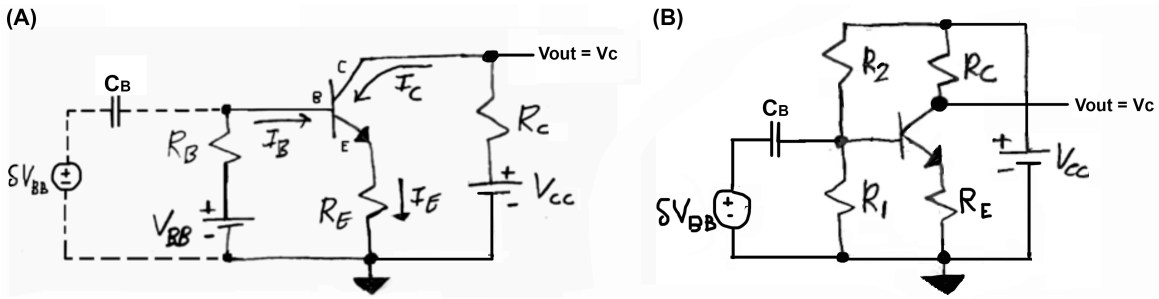 (A)
C
Vout = Vc
CB
B
IC
RC
RB
IB
E
δVBB
+
-
VBB
+
-
RE
IE
+
-
VCC
(B)
R2
RC
CB
Vout = Vc
+
-
VCC
δVBB
+
-
R1
RE